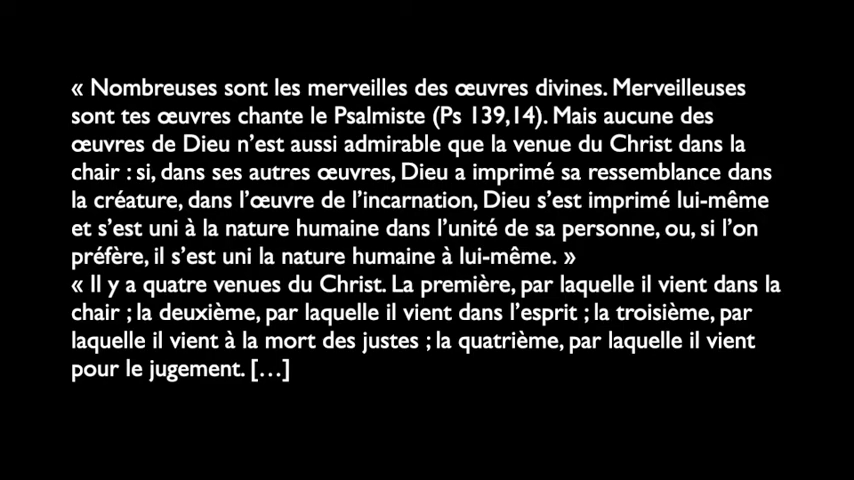 « Nombreuses sont les merveilles des œuvres divines. Merveilleuses
sont tes œuvres chante le Psalmiste (Ps 139,14). Mais aucune des
œuvres de Dieu n’est aussi admirable que la venue du Christ dans la
chair : si, dans ses autres œuvres, Dieu a imprimé sa ressemblance dans
la créature, dans l’œuvre de l’incarnation, Dieu s’est imprimé lui-même
et s’est uni à la nature humaine dans l’unité de sa personne, ou, si l’on
préfère, il s’est uni la nature humaine à lui-même. »
« Il y a quatre venues du Christ. La première, par laquelle il vient dans la
chair ; la deuxième, par laquelle il vient dans l’esprit ; la troisième, par
laquelle il vient à la mort des justes ; la quatrième, par laquelle il vient
pour le jugement. […]